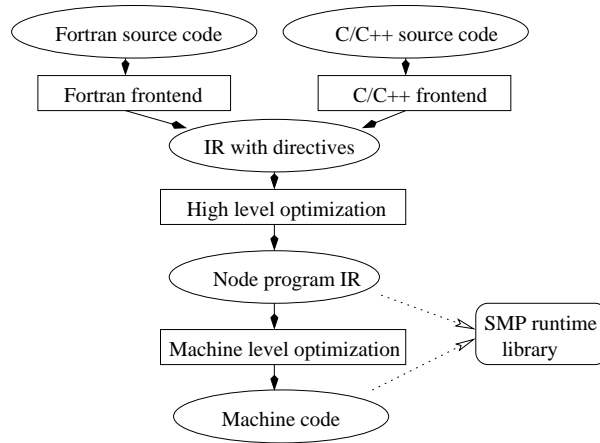 Fortran source code
C/C++ source code
Fortran frontend
C/C++ frontend
IR with directives
High level optimization
Node program IR
SMP runtime
library
Machine level optimization
Machine code